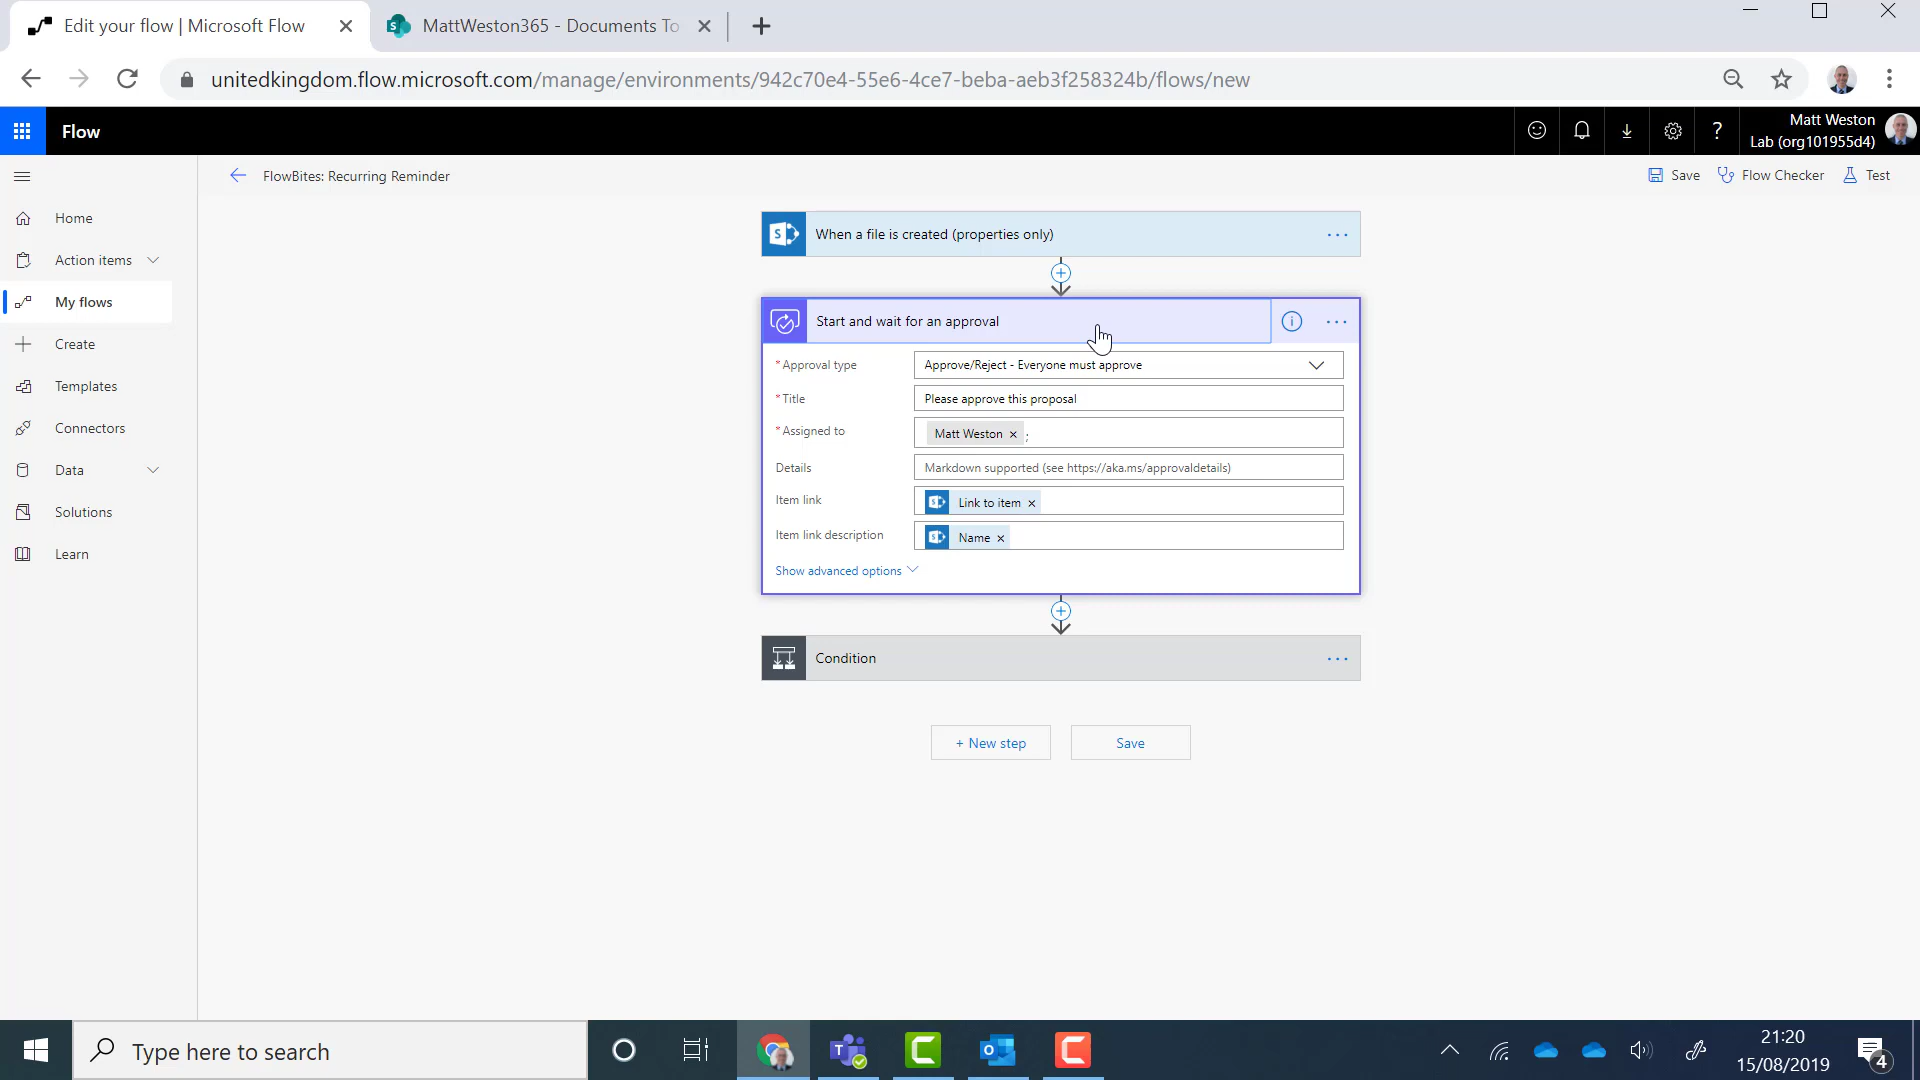 Edit your flow | Microsoft Flow
MattWeston365 - Documents To
unitedkingdom.flow.microsoft.com/manage/environments/942c70e4-55e6-4ce7-beba-aeb3f258324b/flows/new
Flow
?
Matt Weston
Lab (org101955d4)
FlowBites: Recurring Reminder
Save
Flow Checker
Test
Home
Action items
My flows
Create
Templates
Connectors
Data
Solutions
Learn
When a file is created (properties only)
Start and wait for an approval
*Approval type
Approve/Reject - Everyone must approve
*Title
Please approve this proposal
*Assigned to
Matt Weston × ;
Details
Markdown supported (see https://aka.ms/approvaldetails)
Item link
Link to item ×
Item link description
Name ×
Show advanced options
Condition
+ New step
Save
Type here to search
21:20
15/08/2019
4